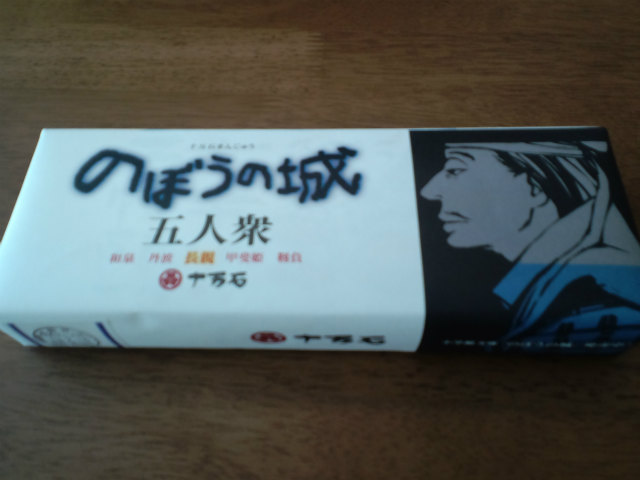 のぼうの城
五人衆
和泉 丹波 長親 甲斐姫 靱負
十万石
十万石